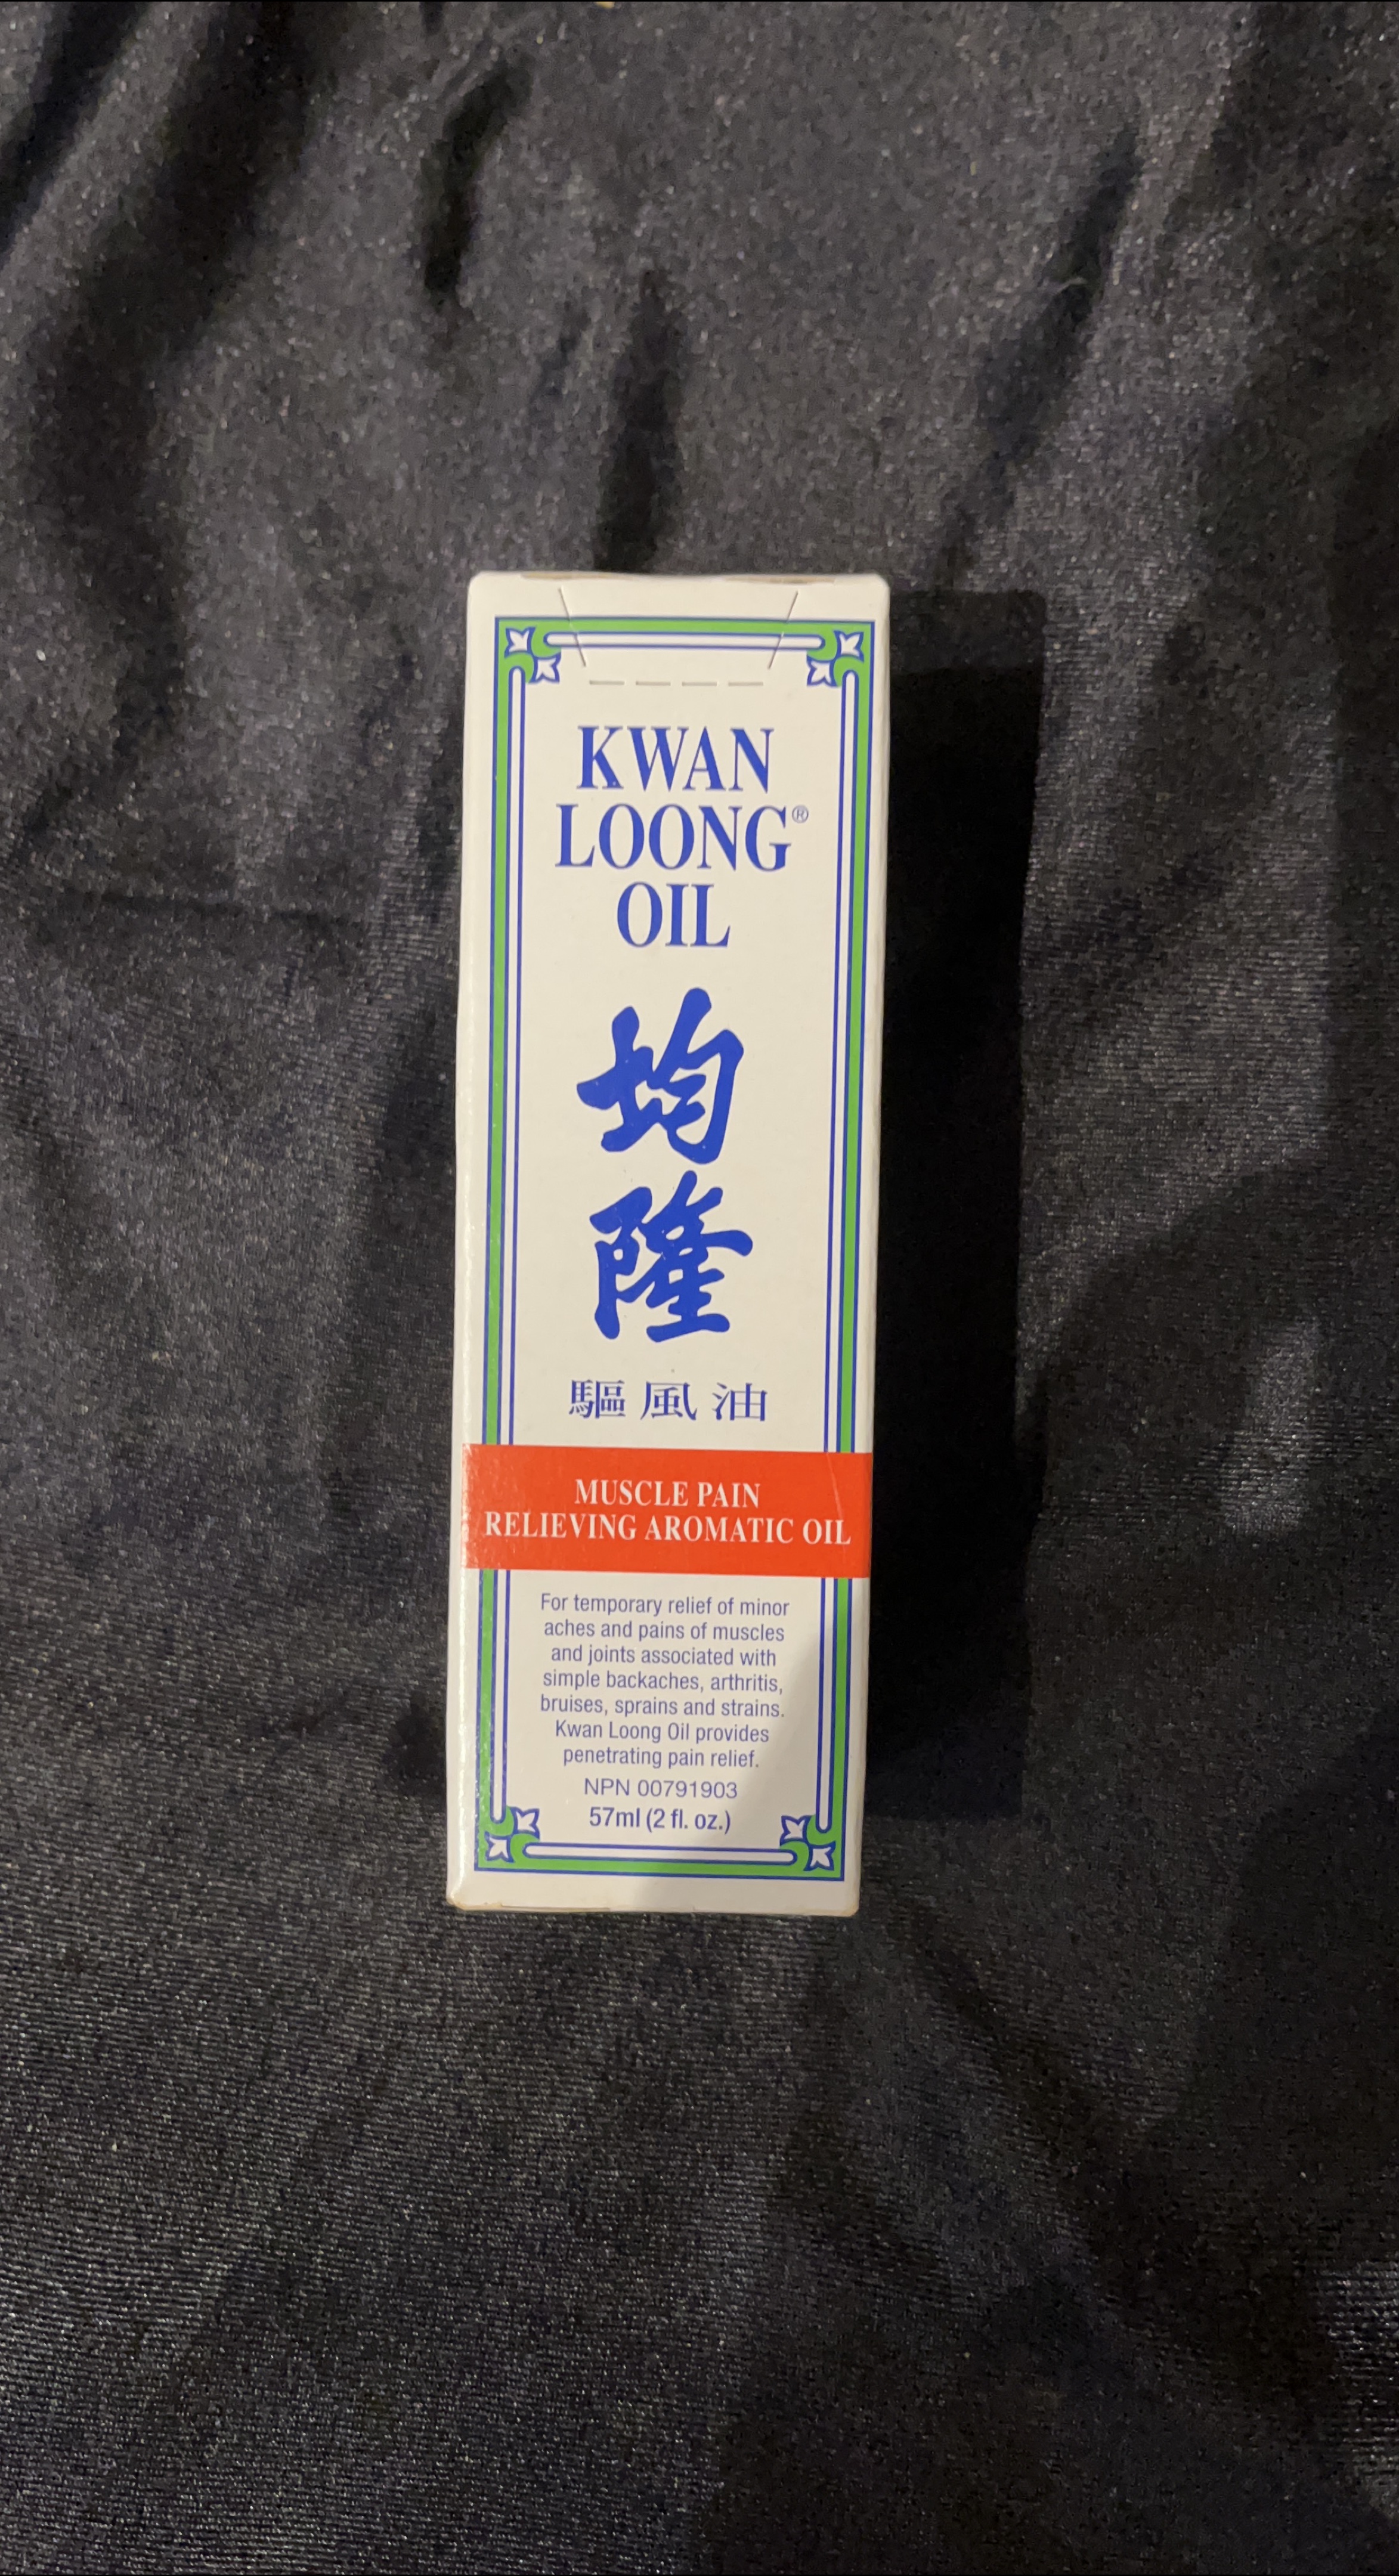 KWAN
LOONG®
OIL
均
隆
驅風油
MUSCLE PAIN
RELIEVING AROMATIC OIL
For temporary relief of minor
aches and pains of muscles
and joints associated with
simple backaches, arthritis,
bruises, sprains and strains.
Kwan Loong Oil provides
penetrating pain relief.
NPN 00791903
57ml (2 fl. oz.)